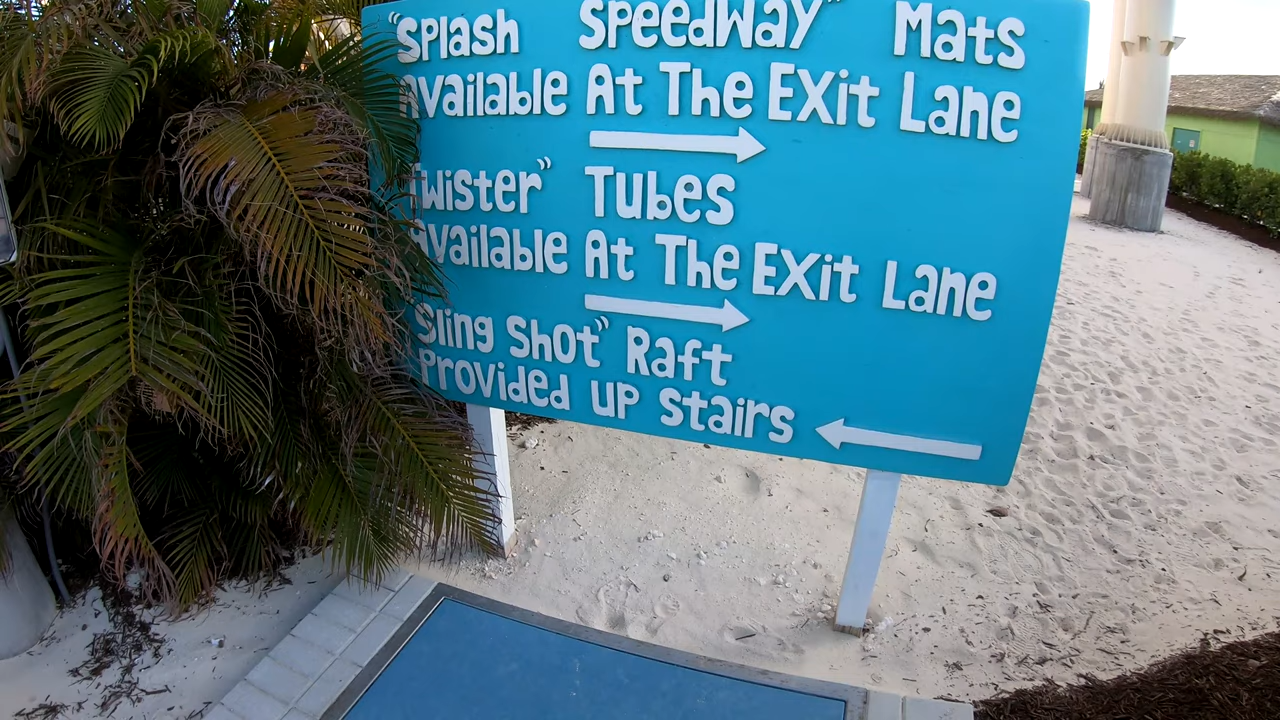 "Splash Speedway" Mats
Available At The Exit Lane
Twister" Tubes
Available At The Exit Lane
"Sling Shot" Raft
Provided up stairs